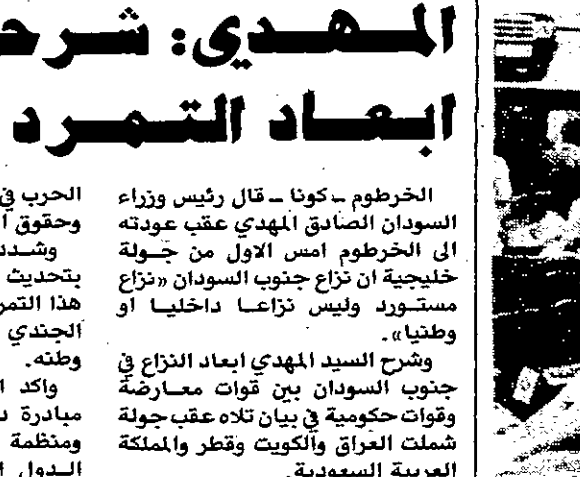 المهدي: شرح
ابعاد التمرد
الخرطوم ـ كونا ـ قال رئيس وزراء
السودان الصادق المهدي عقب عودته
الى الخرطوم امس الاول من جولة
خليجية ان نزاع جنوب السودان «نزاع
مستورد وليس نزاعا داخليا او
وطنيا».
وشرح السيد المهدي ابعاد النزاع في
جنوب السودان بين قوات معارضة
وقوات حكومية في بيان تلاه عقب جولة
شملت العراق والكويت وقطر والمملكة
العربية السعودية.
الحرب في
وحقوق ا
وشدد
بتحديث
هذا التمر
الجندي
وطنه.
واكد ا
مبادرة د
ومنظمة
الدول ا